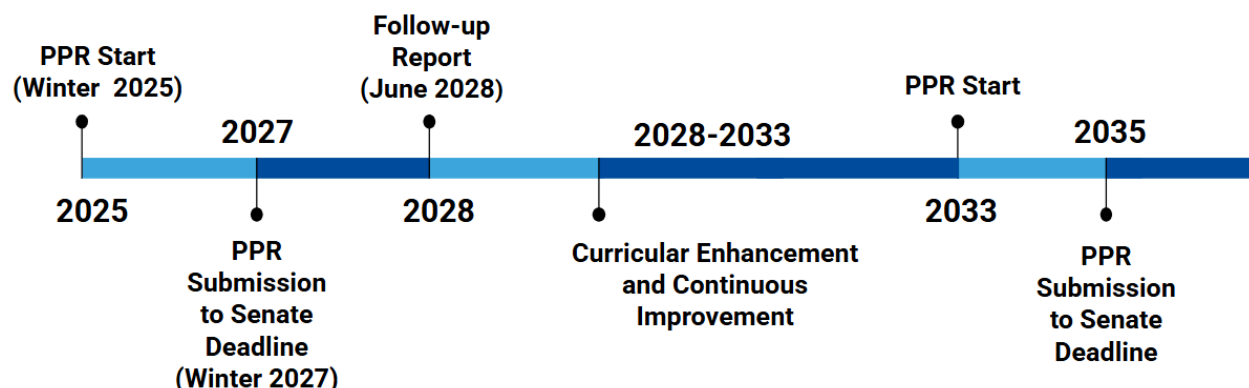 PPR Start
(Winter 2025)
2025
2027
PPR
Submission
to Senate
Deadline
(Winter 2027)
Follow-up
Report
(June 2028)
2028
2028-2033
Curricular Enhancement
and Continuous
Improvement
PPR Start
2033
2035
PPR
Submission
to Senate
Deadline